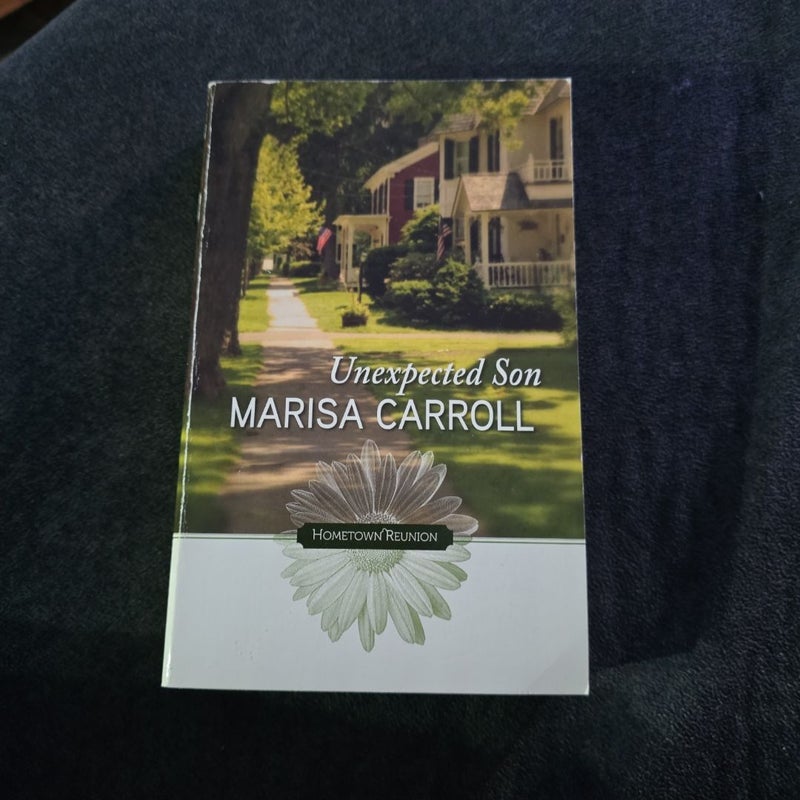 Unexpected Son
MARISA CARROLL
HOMETOWN REUNION